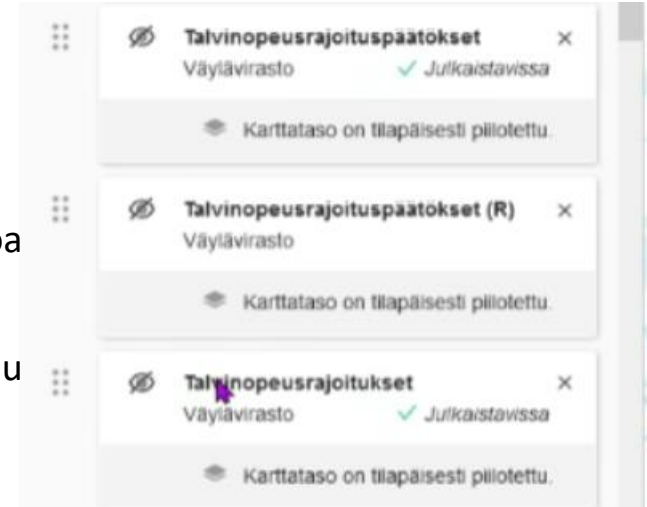 Talvinopeusrajoituspäätökset
Väylävirasto Julkaistavissa
Karttataso on tilapäisesti piilotettu.
Talvinopeusrajoituspäätökset (R)
pa
Väylävirasto
Karttataso on tilapäisesti piilotettu.
u
Talvinopeusrajoitukset
Väylävirasto Julkaistavissa
Karttataso on tilapäisesti piilotettu.